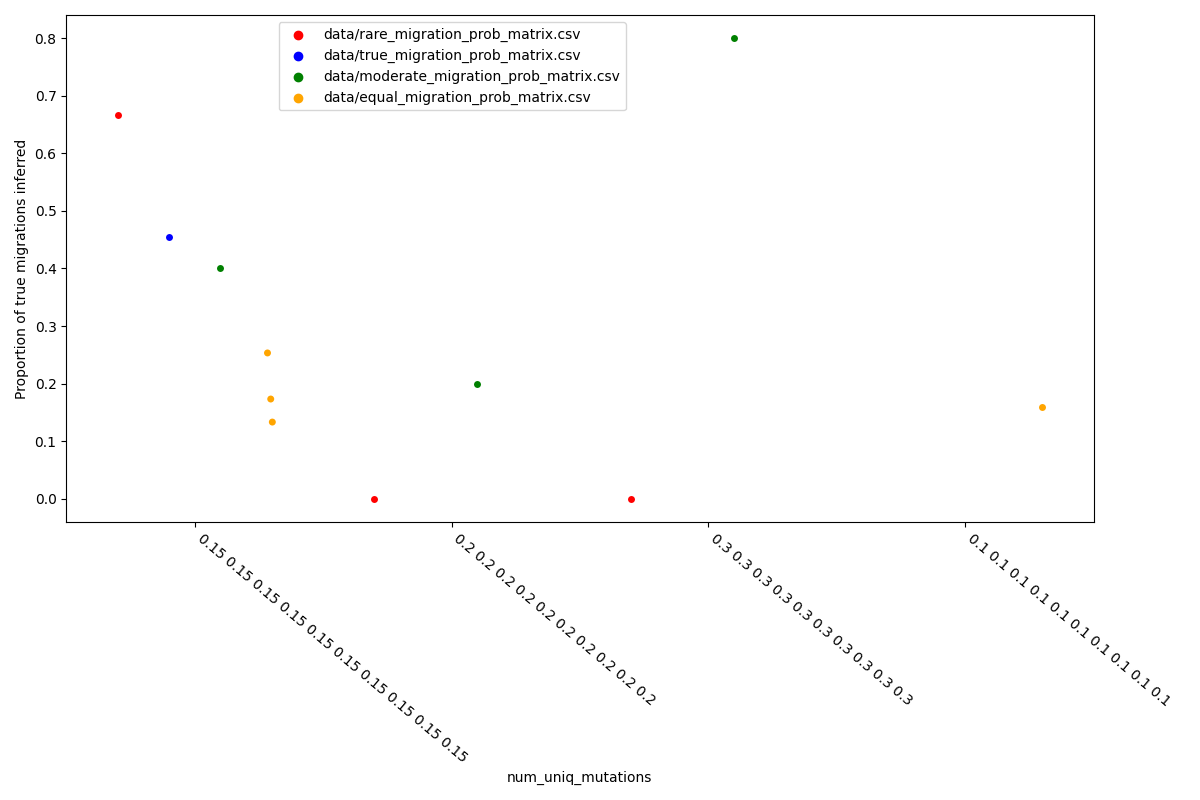 data/rare_migration_prob_matrix.csv
data/true_migration_prob_matrix.csv
data/moderate_migration_prob_matrix.csv
data/equal_migration_prob_matrix.csv
Proportion of true migrations inferred
0.8
0.7
0.6
0.5
0.4
0.3
0.2
0.1
0.0
0.15 0.15 0.15 0.15 0.15 0.15 0.15 0.15 0.15 0.15
0.2 0.2 0.2 0.2 0.2 0.2 0.2 0.2 0.2 0.2
0.3 0.3 0.3 0.3 0.3 0.3 0.3 0.3 0.3 0.3
0.1 0.1 0.1 0.1 0.1 0.1 0.1 0.1 0.1 0.1
num_uniq_mutations